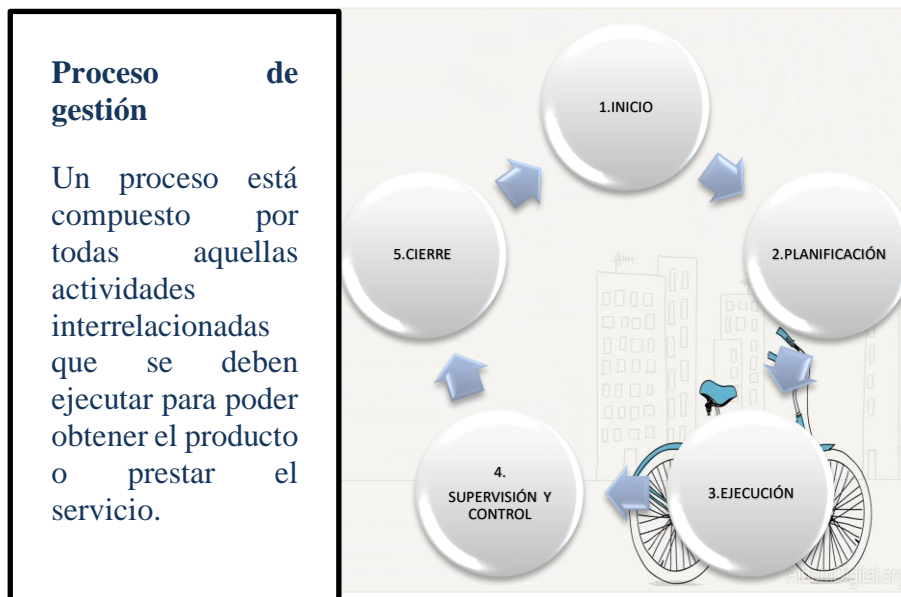 Proceso de
gestión
Un proceso está
compuesto por
todas aquellas
actividades
interrelacionadas
que se deben
ejecutar para poder
obtener el producto
o prestar el
servicio.
1.INICIO
2.PLANIFICACIÓN
3.EJECUCIÓN
4.
SUPERVISIÓN Y
CONTROL
5.CIERRE